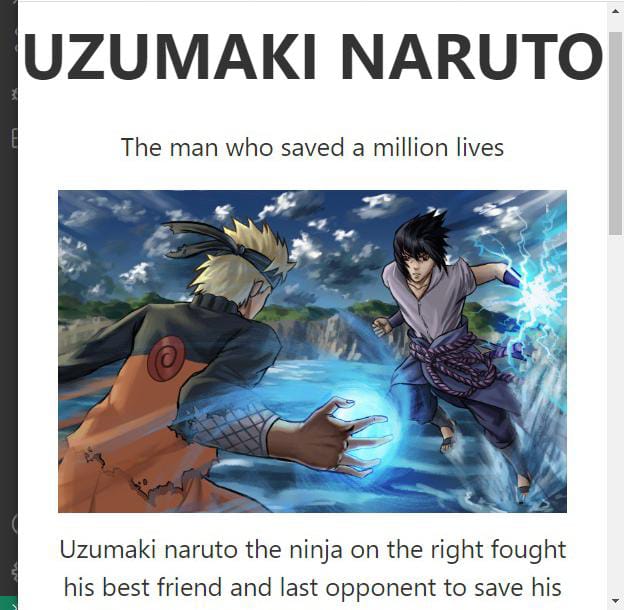 UZUMAKI NARUTO
The man who saved a million lives
Uzumaki naruto the ninja on the right fought
his best friend and last opponent to save his